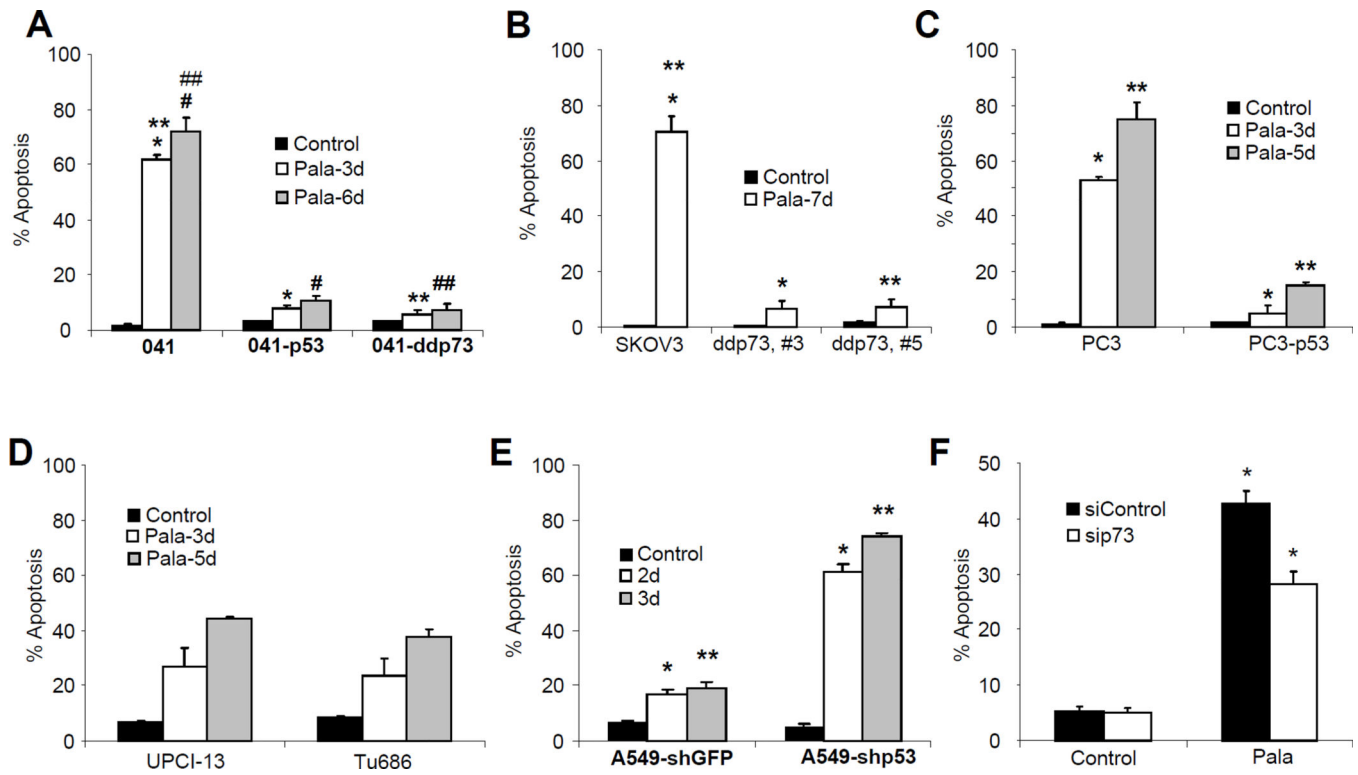 A
% Apoptosis
100
80
60
40
20
0
** * ## #
* #
** ##
Control
Pala-3d
Pala-6d
041 041-p53 041-ddp73
B
% Apoptosis
100
80
60
40
20
0
**
*
* **
Control
Pala-7d
SKOV3 ddp73, #3 ddp73, #5
C
% Apoptosis
100
80
60
40
20
0
* **
* **
Control
Pala-3d
Pala-5d
PC3 PC3-p53
D
% Apoptosis
100
80
60
40
20
0
Control
Pala-3d
Pala-5d
UPCI-13 Tu686
E
% Apoptosis
100
80
60
40
20
0
* **
* **
Control
2d
3d
A549-shGFP A549-shp53
F
% Apoptosis
50
40
30
20
10
0
* *
siControl
sip73
Control Pala